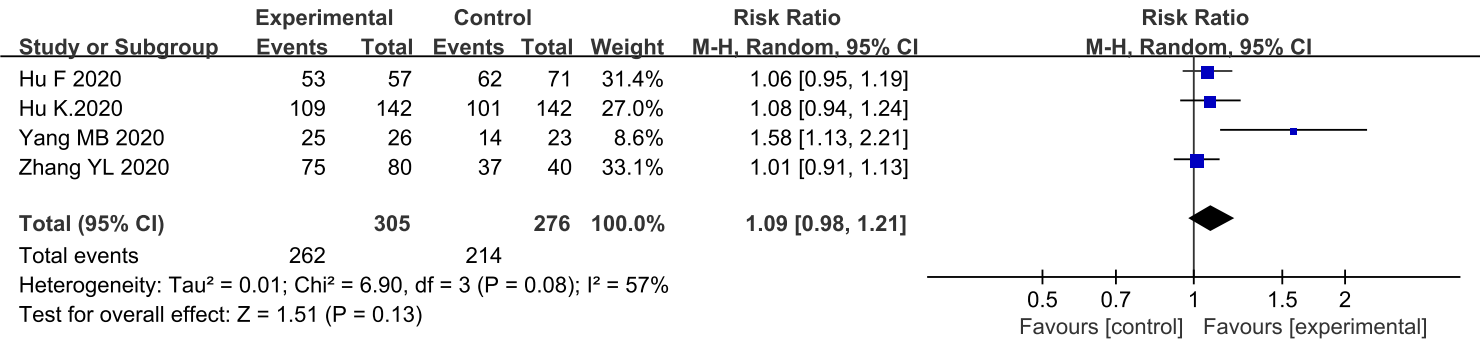 Experimental Control Risk Ratio Risk Ratio
Study or Subgroup Events Total Events Total Weight M-H, Random, 95% CI M-H, Random, 95% CI
Hu F 2020 53 57 62 71 31.4% 1.06 [0.95, 1.19]
Hu K.2020 109 142 101 142 27.0% 1.08 [0.94, 1.24]
Yang MB 2020 25 26 14 23 8.6% 1.58 [1.13, 2.21]
Zhang YL 2020 75 80 37 40 33.1% 1.01 [0.91, 1.13]
Total (95% CI) 305 276 100.0% 1.09 [0.98, 1.21]
Total events 262 214
Heterogeneity: Tau² = 0.01; Chi² = 6.90, df = 3 (P = 0.08); I² = 57%
Test for overall effect: Z = 1.51 (P = 0.13)
0.5 0.7 1 1.5 2
Favours [control] Favours [experimental]